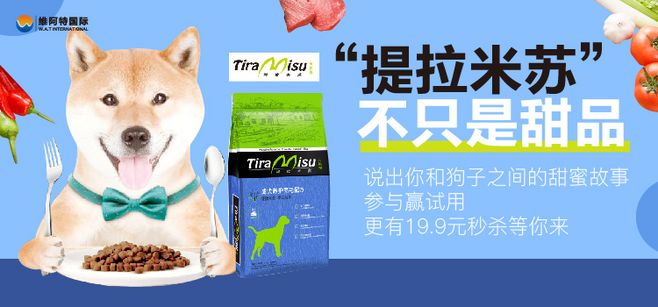 维阿特国际
W.A.T INTERNATIONAL
TiraMisu
TiraMisu
“提拉米苏”
不只是甜品
说出你和狗子之间的甜蜜故事
参与赢试用
更有19.9元秒杀等你来